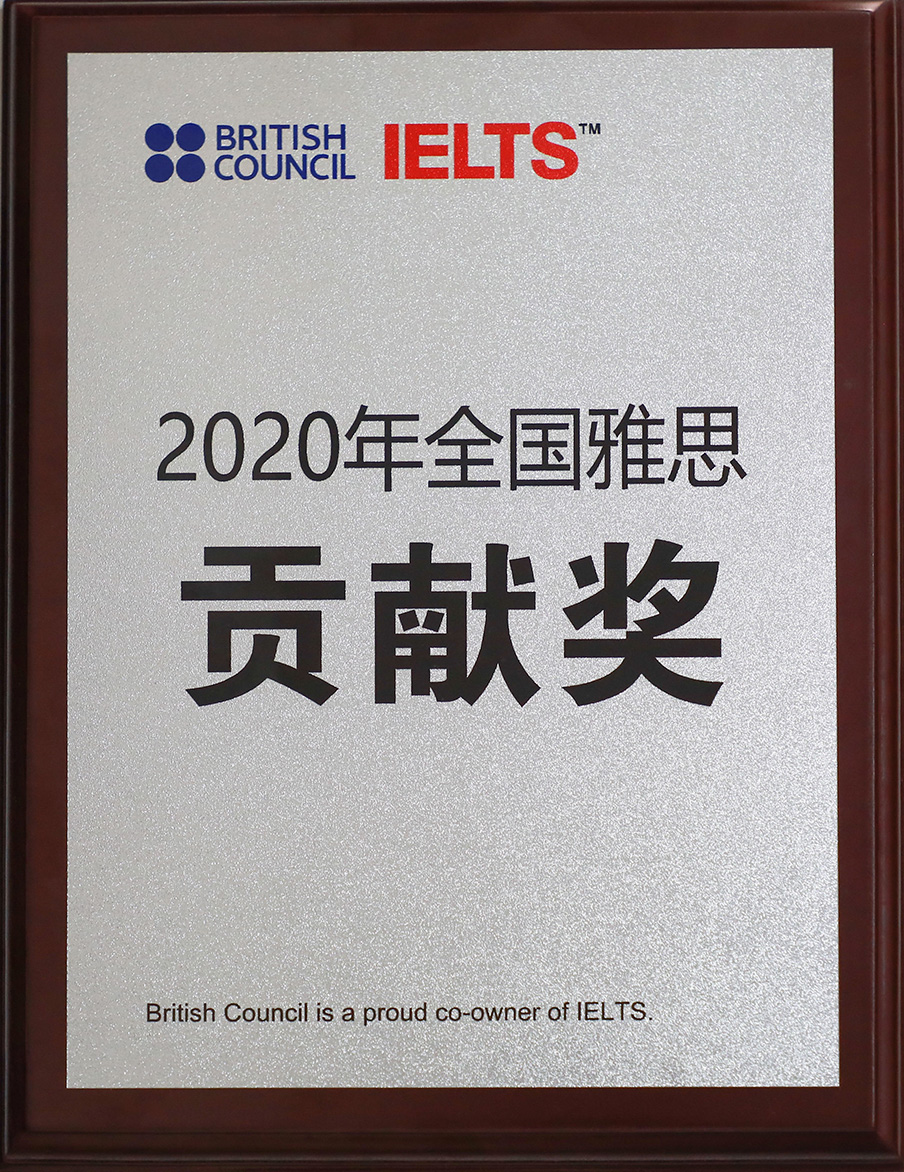 BRITISH COUNCIL IELTS™
2020年全国雅思
贡献奖
British Council is a proud co-owner of IELTS.